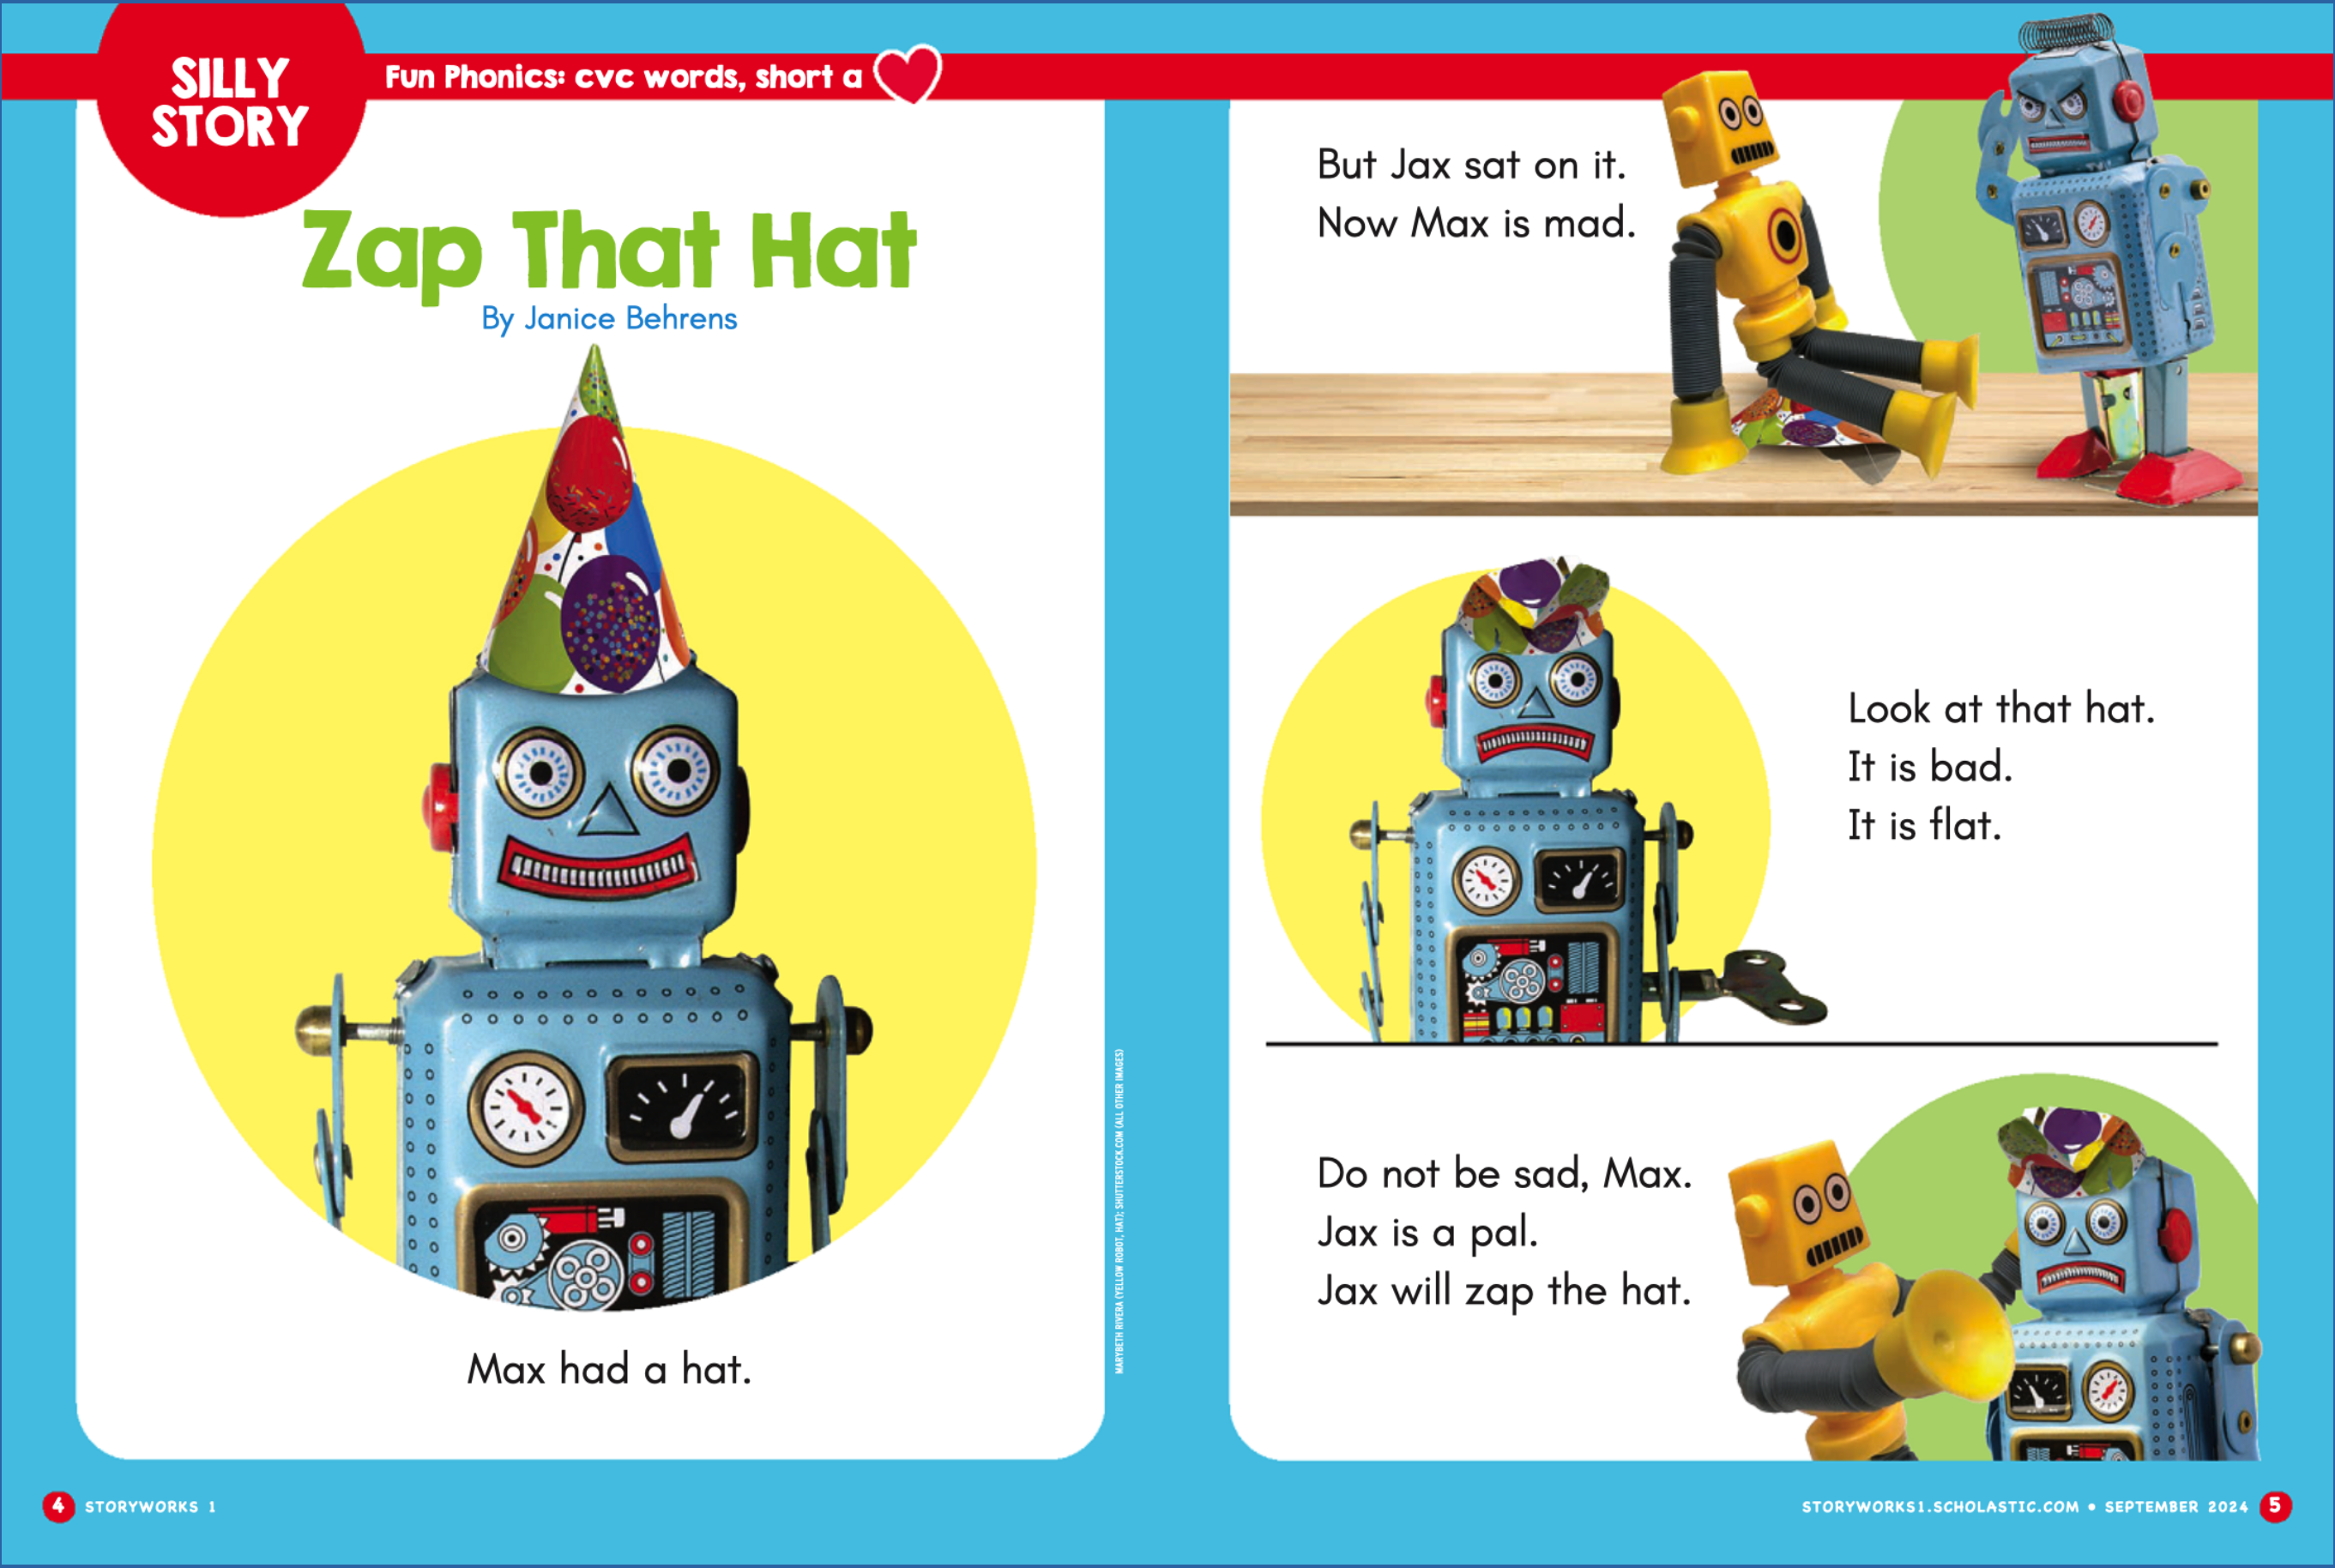 SILLY
STORY
Fun Phonics: cvc words, short a
Zap That Hat
By Janice Behrens
Max had a hat.
MARYBETH RIVERA (YELLOW ROBOT, HAT); SHUTTERSTOCK.COM (ALL OTHER IMAGES)
4 STORYWORKS 1
But Jax sat on it.
Now Max is mad.
Look at that hat.
It is bad.
It is flat.
Do not be sad, Max.
Jax is a pal.
Jax will zap the hat.
STORYWORKS1.SCHOLASTIC.COM • SEPTEMBER 2024 5